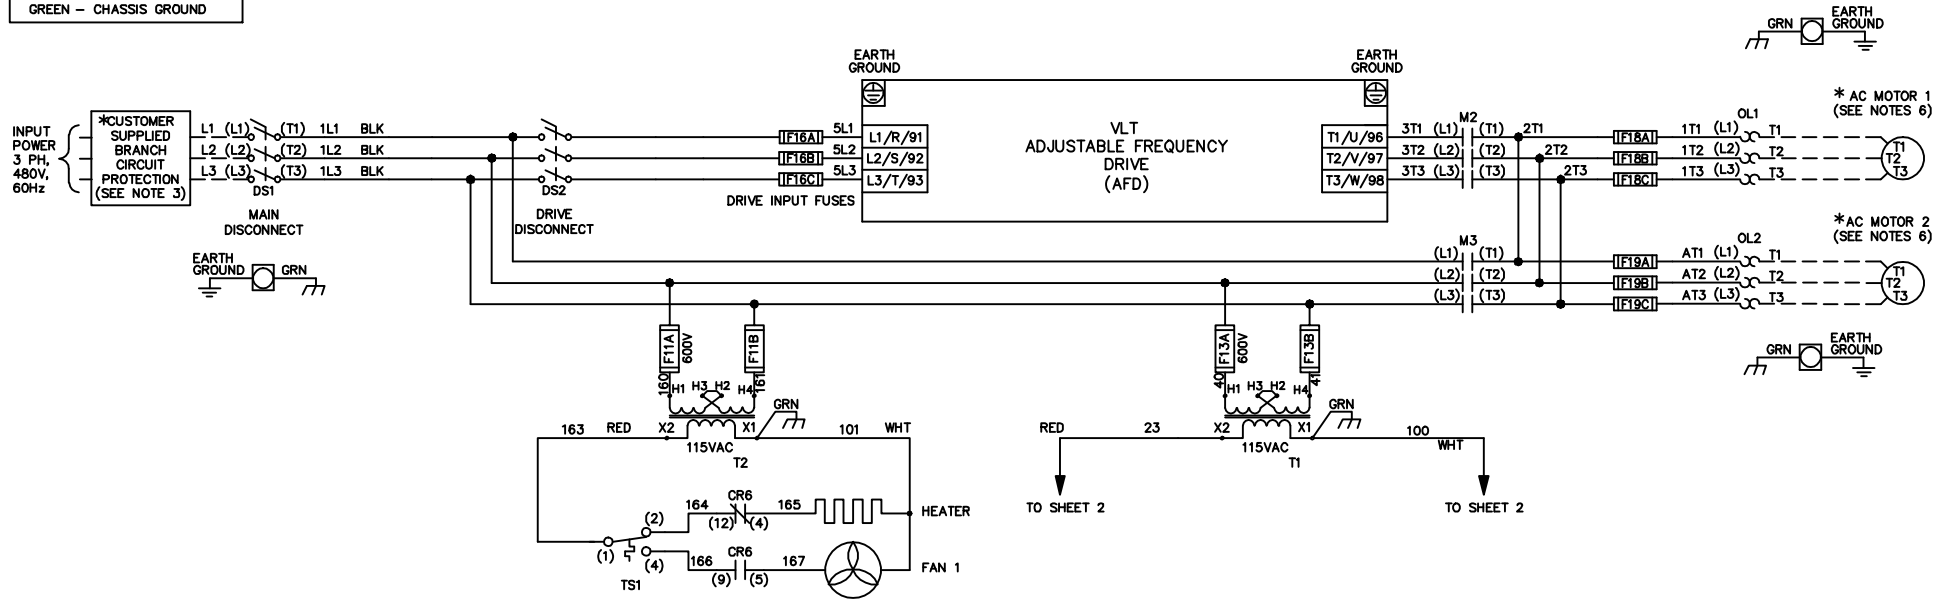 GREEN – CHASSIS GROUND
INPUT
POWER
3 PH,
480V,
60Hz
*CUSTOMER
SUPPLIED
BRANCH
CIRCUIT
PROTECTION
(SEE NOTE 3)
L1 (L1) (T1) 1L1 BLK
L2 (L2) (T2) 1L2 BLK
L3 (L3) (T3) 1L3 BLK
DS1
MAIN
DISCONNECT
EARTH
GROUND
GRN
DS2
DRIVE
DISCONNECT
F16A 5L1
F16B 5L2
F16C 5L3
DRIVE INPUT FUSES
EARTH
GROUND
L1/R/91
L2/S/92
L3/T/93
VLT
ADJUSTABLE FREQUENCY
DRIVE
(AFD)
EARTH
GROUND
T1/U/96
T2/V/97
T3/W/98
M2
3T1 (L1) (T1) 2T1
3T2 (L2) (T2) 2T2
3T3 (L3) (T3) 2T3
F18A 1T1 (L1) T1
F18B 1T2 (L2) T2
F18C 1T3 (L3) T3
OL1
GRN
EARTH
GROUND
* AC MOTOR 1
(SEE NOTES 6)
T1
T2
T3
M3
(L1) (T1)
(L2) (T2)
(L3) (T3)
F19A AT1 (L1) T1
F19B AT2 (L2) T2
F19C AT3 (L3) T3
OL2
*AC MOTOR 2
(SEE NOTES 6)
T1
T2
T3
GRN
EARTH
GROUND
F11A
600V
F11B
160
161
H1 H3 H2 H4
GRN
163 RED X2 X1 101 WHT
115VAC
T2
CR6
164 165
(12) (4)
HEATER
(2)
(1)
(4)
TS1
CR6
166 167
(9) (5)
FAN 1
F13A
600V
F13B
40
41
H1 H3 H2 H4
GRN
RED 23 X2 X1 100
WHT
115VAC
T1
TO SHEET 2
TO SHEET 2